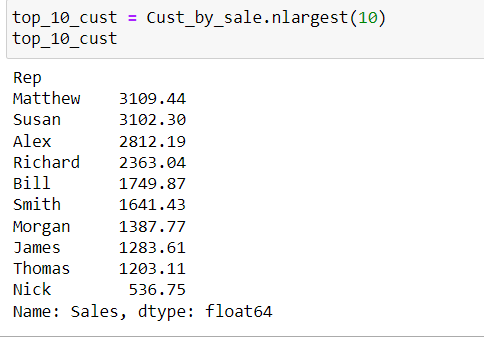 top_10_cust = Cust_by_sale.nlargest(10)
top_10_cust
Rep
Matthew    3109.44
Susan      3102.30
Alex       2812.19
Richard    2363.04
Bill       1749.87
Smith      1641.43
Morgan     1387.77
James      1283.61
Thomas     1203.11
Nick        536.75
Name: Sales, dtype: float64